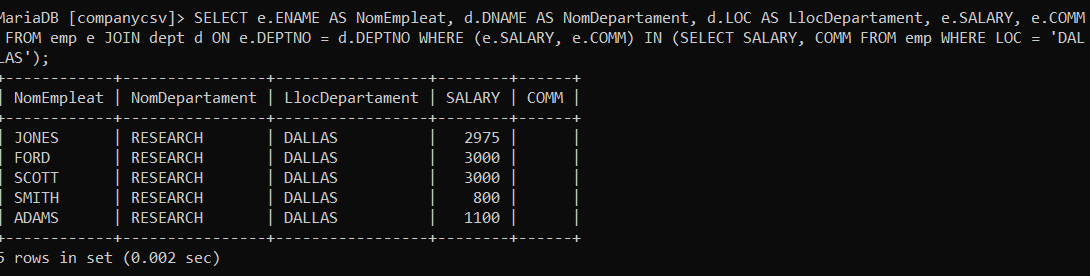 MariaDB [companycsv]> SELECT e.ENAME AS NomEmpleat, d.DNAME AS NomDepartament, d.LOC AS LlocDepartament, e.SALARY, e.COMM
FROM emp e JOIN dept d ON e.DEPTNO = d.DEPTNO WHERE (e.SALARY, e.COMM) IN (SELECT SALARY, COMM FROM emp WHERE LOC = 'DAL
LAS');
+------------+----------------+-----------------+--------+------+
| NomEmpleat | NomDepartament | LlocDepartament | SALARY | COMM |
+------------+----------------+-----------------+--------+------+
| JONES      | RESEARCH       | DALLAS          |   2975 |      |
| FORD       | RESEARCH       | DALLAS          |   3000 |      |
| SCOTT      | RESEARCH       | DALLAS          |   3000 |      |
| SMITH      | RESEARCH       | DALLAS          |    800 |      |
| ADAMS      | RESEARCH       | DALLAS          |   1100 |      |
+------------+----------------+-----------------+--------+------+
5 rows in set (0.002 sec)